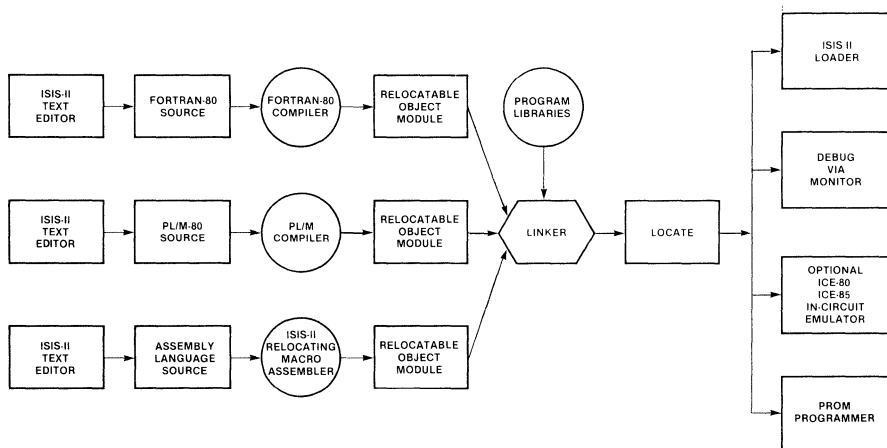 ISIS-II
TEXT
EDITOR
FORTRAN-80
SOURCE
FORTRAN-80
COMPILER
RELOCATABLE
OBJECT
MODULE
PROGRAM
LIBRARIES
ISIS II
LOADER
DEBUG
VIA
MONITOR
ISIS-II
TEXT
EDITOR
PL/M-80
SOURCE
PL/M
COMPILER
RELOCATABLE
OBJECT
MODULE
LINKER
LOCATE
OPTIONAL
ICE-80
ICE-85
IN-CIRCUIT
EMULATOR
ISIS-II
TEXT
EDITOR
ASSEMBLY
LANGUAGE
SOURCE
ISIS-II
RELOCATING
MACRO
ASSEMBLER
RELOCATABLE
OBJECT
MODULE
PROM
PROGRAMMER